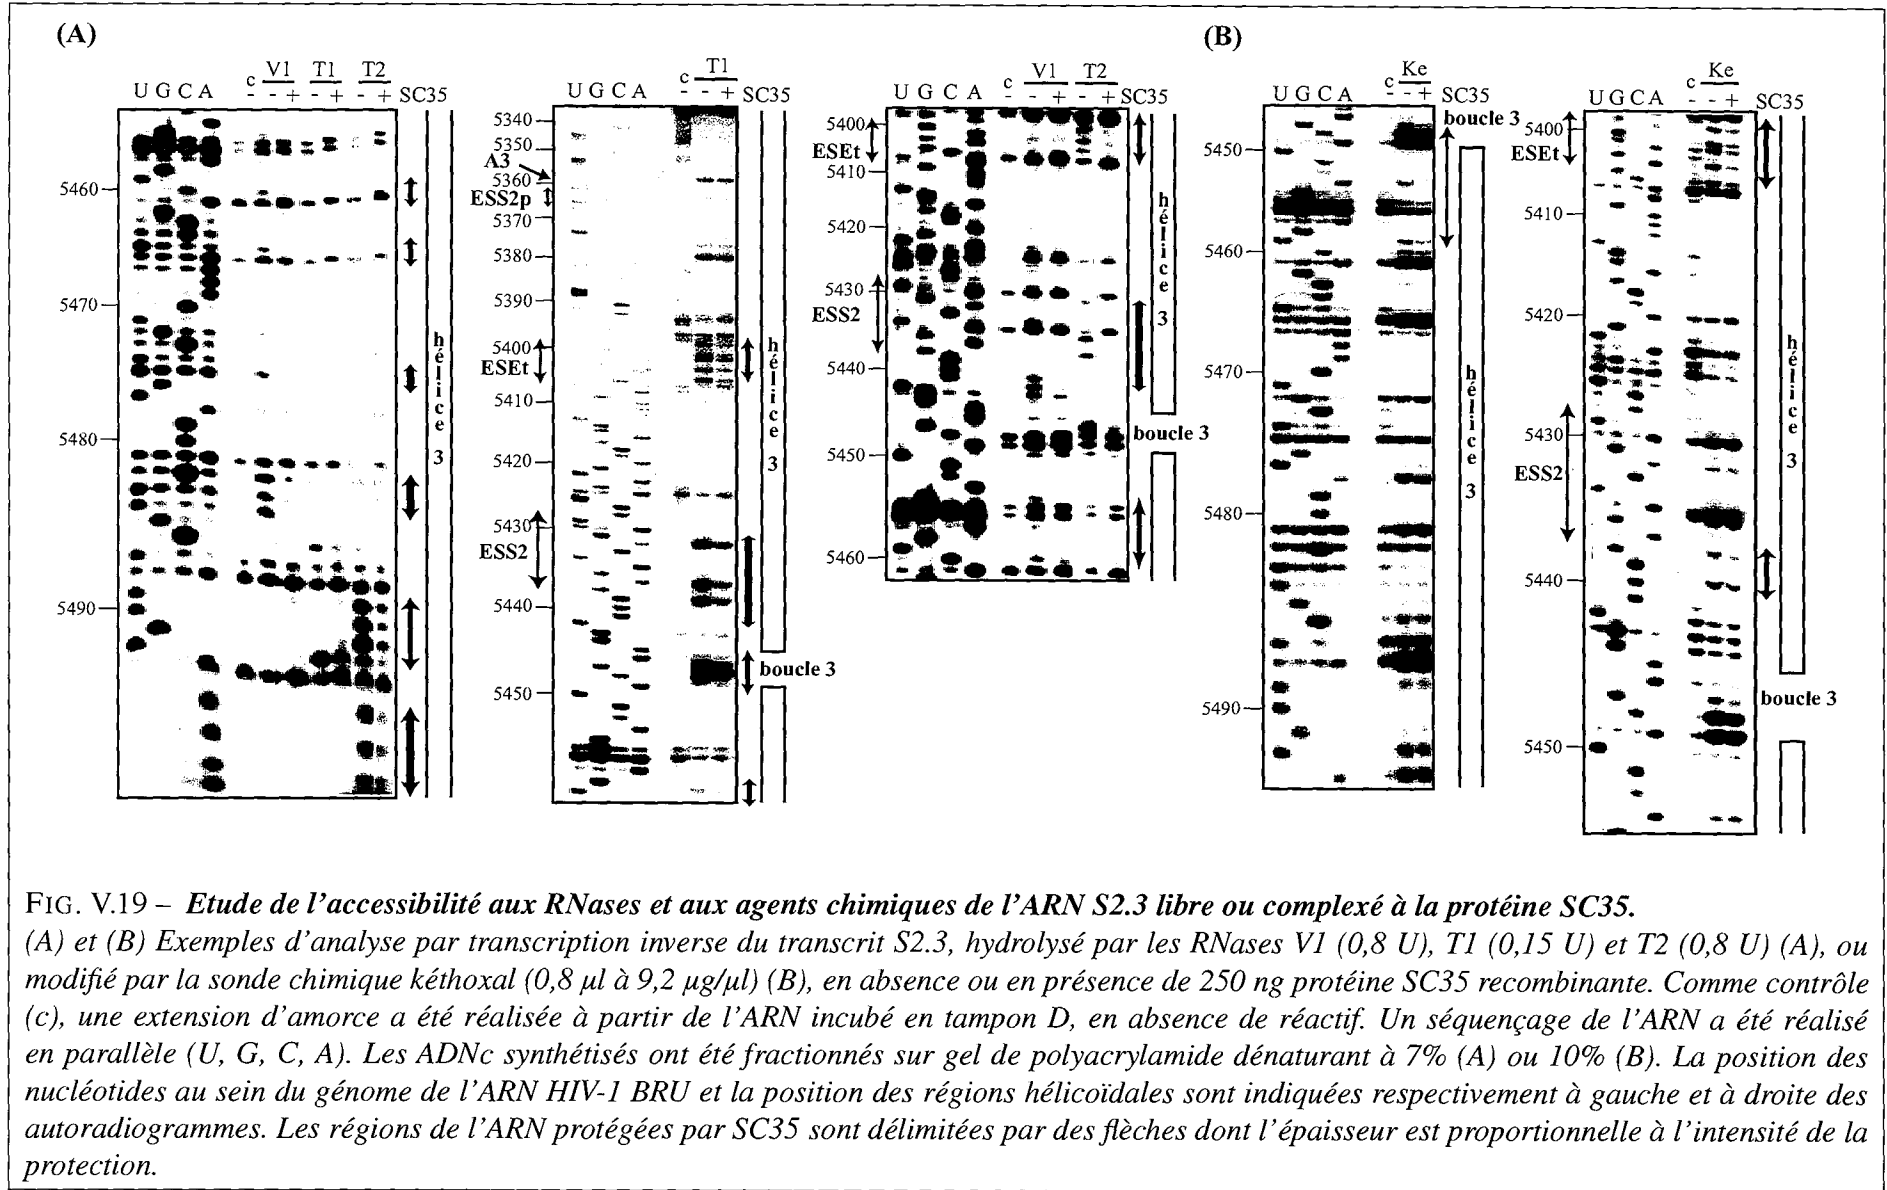 (A)
(B)
U G C A c V1 T1 T2
- - + - + - + SC35
5460
5470
5480
5490
hélice 3
U G C A c T1
- - + SC35
5340
5350
A3
5360
ESS2p
5370
5380
5390
5400
ESEt
5410
5420
5430
ESS2
5440
5450
hélice 3
boucle 3
U G C A c V1 T2
- - + - + SC35
5400
ESEt
5410
5420
5430
ESS2
5440
5450
5460
hélice 3
boucle 3
U G C A c Ke
- - + SC35
boucle 3
5450
5460
5470
5480
5490
hélice 3
U G C A c Ke
- - + SC35
5400
ESEt
5410
5420
5430
ESS2
5440
5450
hélice 3
boucle 3
FIG. V.19 – Etude de l'accessibilité aux RNases et aux agents chimiques de l'ARN S2.3 libre ou complexé à la protéine SC35.
(A) et (B) Exemples d'analyse par transcription inverse du transcrit S2.3, hydrolysé par les RNases V1 (0,8 U), T1 (0,15 U) et T2 (0,8 U) (A), ou
modifié par la sonde chimique kéthoxal (0,8 µl à 9,2 µg/µl) (B), en absence ou en présence de 250 ng protéine SC35 recombinante. Comme contrôle
(c), une extension d'amorce a été réalisée à partir de l'ARN incubé en tampon D, en absence de réactif. Un séquençage de l'ARN a été réalisé
en parallèle (U, G, C, A). Les ADNc synthétisés ont été fractionnés sur gel de polyacrylamide dénaturant à 7% (A) ou 10% (B). La position des
nucléotides au sein du génome de l'ARN HIV-1 BRU et la position des régions hélicoïdales sont indiquées respectivement à gauche et à droite des
autoradiogrammes. Les régions de l'ARN protégées par SC35 sont délimitées par des flèches dont l'épaisseur est proportionnelle à l'intensité de la
protection.